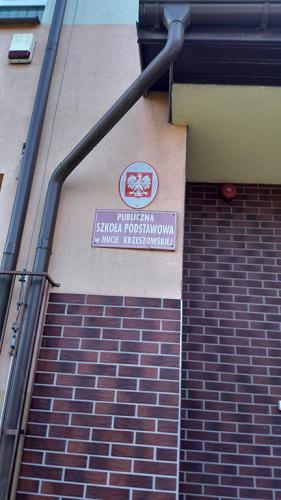 PUBLICZNA
SZKOŁA PODSTAWOWA
w HUCIE KRZESZOWSKIEJ